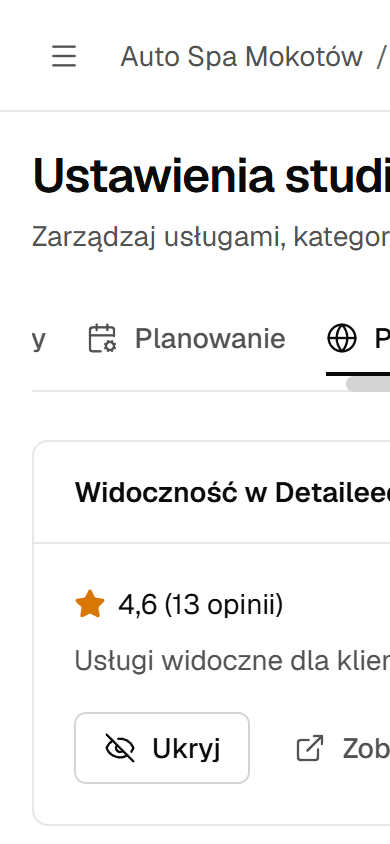 Auto Spa Mokotów /
Ustawienia studi
Zarządzaj usługami, kategor
y Planowanie P
Widoczność w Detailee
4,6 (13 opinii)
Usługi widoczne dla klien
Ukryj Zob